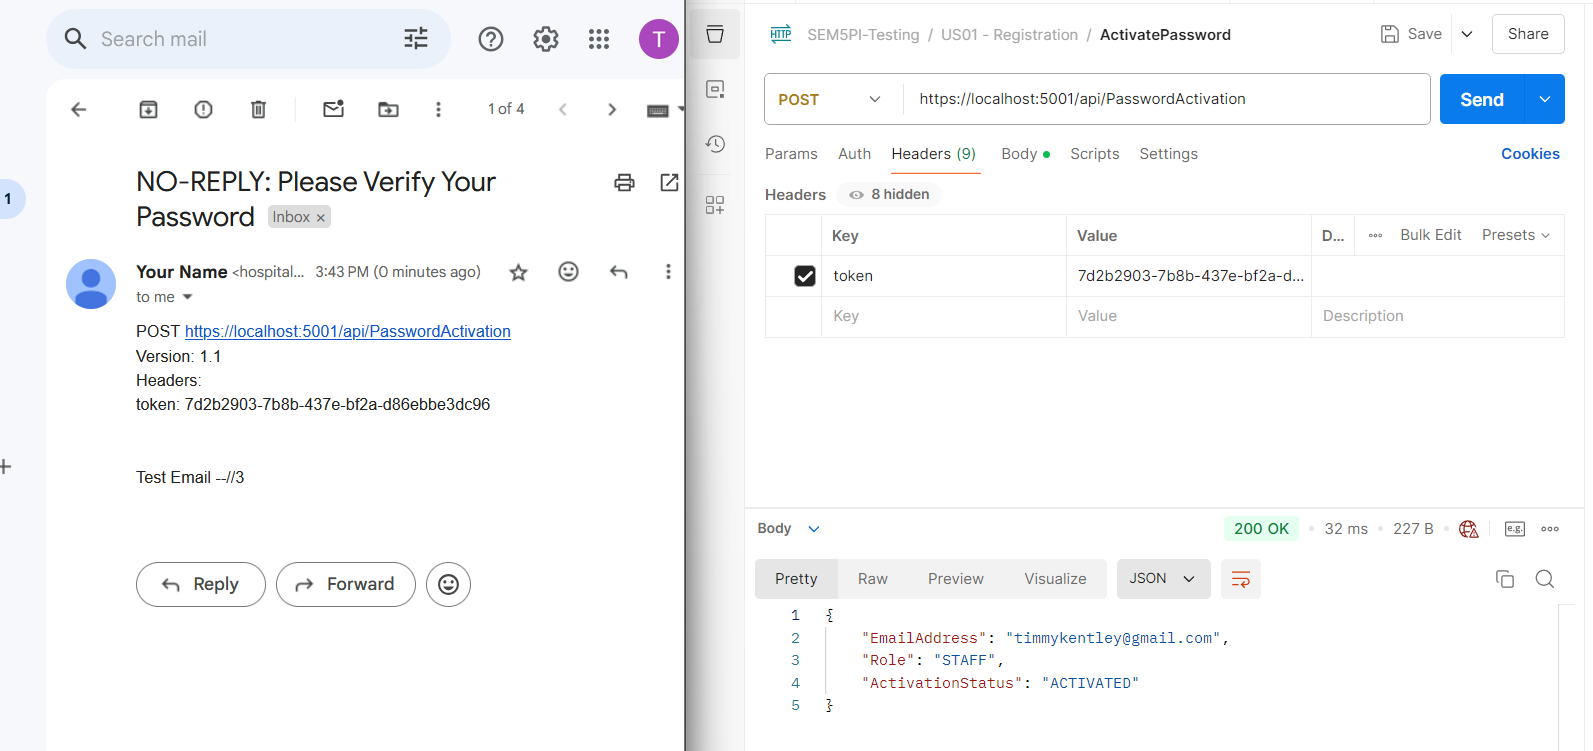 Search mail
T
1 of 4
1
NO-REPLY: Please Verify Your
Password Inbox ×
Your Name <hospital... 3:43 PM (0 minutes ago)
to me
POST https://localhost:5001/api/PasswordActivation
Version: 1.1
Headers:
token: 7d2b2903-7b8b-437e-bf2a-d86ebbe3dc96
Test Email --//3
Reply Forward
HTTP SEM5PI-Testing / US01 - Registration / ActivatePassword Save Share
POST https://localhost:5001/api/PasswordActivation Send
Params Auth Headers (9) Body Scripts Settings Cookies
Headers 8 hidden
Key Value D... Bulk Edit Presets
token 7d2b2903-7b8b-437e-bf2a-d...
Key Value Description
Body 200 OK 32 ms 227 B e.g.
Pretty Raw Preview Visualize JSON
1 {
2 "EmailAddress": "timmykentley@gmail.com",
3 "Role": "STAFF",
4 "ActivationStatus": "ACTIVATED"
5 }